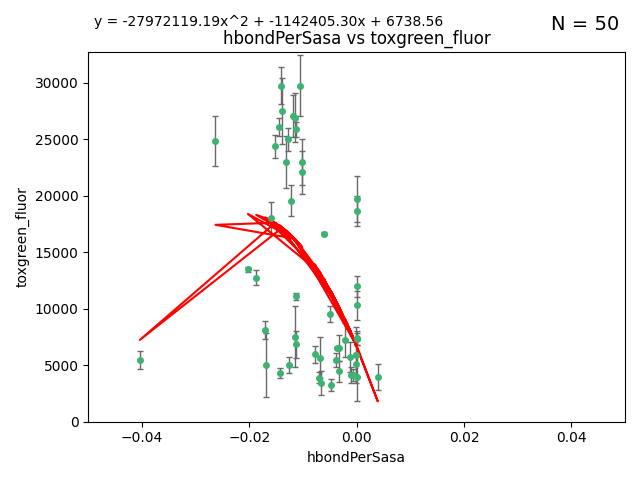 y = -27972119.19x^2 + -1142405.30x + 6738.56
N = 50
hbondPerSasa vs toxgreen_fluor
30000
25000
20000
15000
10000
5000
0
toxgreen_fluor
−0.04
−0.02
0.00
0.02
0.04
hbondPerSasa